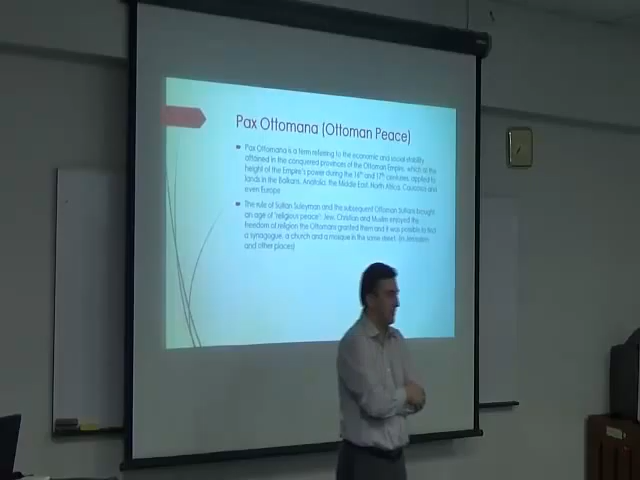 Pax Ottomana (Ottoman Peace)
Pax Ottomana is a term referring to the economic and social stability
attained in the conquered provinces of the Ottoman Empire, which at the
height of the Empire's power during the 16th and 17th centuries, applied to
lands in the Balkans, Anatolia, the Middle East, North Africa, Caucasus and
even Europe
The rule of Sultan Suleyman and the subsequent Ottoman Sultans brought
an age of 'religious peace': Jew, Christian and Muslim enjoyed the
freedom of religion the Ottomans granted them and it was possible to find
a synagogue, a church and a mosque in the same street (in Jerusalem
and other places)